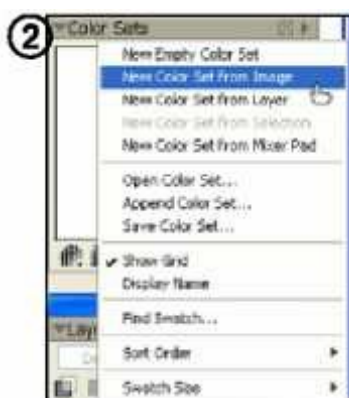 2
Color Sets
New Empty Color Set
New Color Set from Image
New Color Set from Layer
New Color Set from Selection
New Color Set from Mixer Pad
Open Color Set...
Append Color Set...
Save Color Set...
✔ Show Grid
Display Name
Find Swatch...
Sort Order
Swatch Size